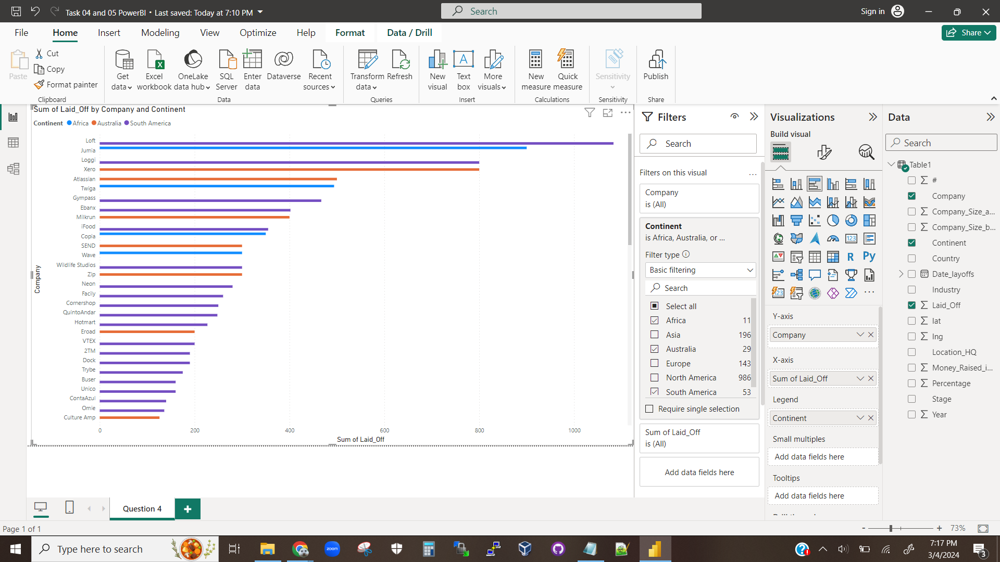 Task 04 and 05 PowerBI • Last saved: Today at 7:10 PM
Search
Sign in
File Home Insert Modeling View Optimize Help Format Data / Drill
Share
Paste
Cut
Copy
Format painter
Clipboard
Get data
Excel workbook
OneLake data hub
SQL Server
Enter data
Dataverse
Recent sources
Data
Transform data
Refresh
Queries
New visual
Text box
More visuals
Insert
New measure
Quick measure
Calculations
Sensitivity
Sensitivity
Publish
Share
Sum of Laid_Off by Company and Continent
Continent Africa Australia South America
Company
Loft
Jumia
Loggi
Xero
Atlassian
Twiga
Gympass
Ebanx
Milkrun
iFood
Copia
SEND
Wave
Wildlife Studios
Zip
Neon
Facily
Cornershop
QuintoAndar
Hotmart
Eroad
VTEX
2TM
Dock
Trybe
Buser
Unico
ContaAzul
Omie
Culture Amp
0 200 400 600 800 1000
Sum of Laid_Off
Filters
Search
Filters on this visual
Company
is (All)
Continent
is Africa, Australia, or ...
Filter type
Basic filtering
Search
Select all
Africa 11
Asia 196
Australia 29
Europe 143
North America 986
South America 53
Require single selection
Sum of Laid_Off
is (All)
Add data fields here
Visualizations
Build visual
123
R
Py
123
Y-axis
Company
X-axis
Sum of Laid_Off
Legend
Continent
Small multiples
Add data fields here
Tooltips
Add data fields here
Data
Search
Table1
#
Company
Company_Size_a...
Company_Size_b...
Continent
Country
Date_layoffs
Industry
Laid_Off
lat
lng
Location_HQ
Money_Raised_i...
Percentage
Stage
Year
Question 4
Page 1 of 1
- + 73%
Type here to search
zoom
7:17 PM
3/4/2024
3